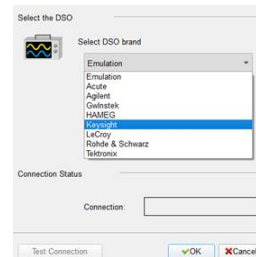 Select the DSO
Select DSO brand
Emulation
Emulation
Acute
Agilent
GwInstek
HAMEG
Keysight
LeCroy
Rohde & Schwarz
Tektronix
Connection Status
Connection:
Test Connection
OK
Cancel